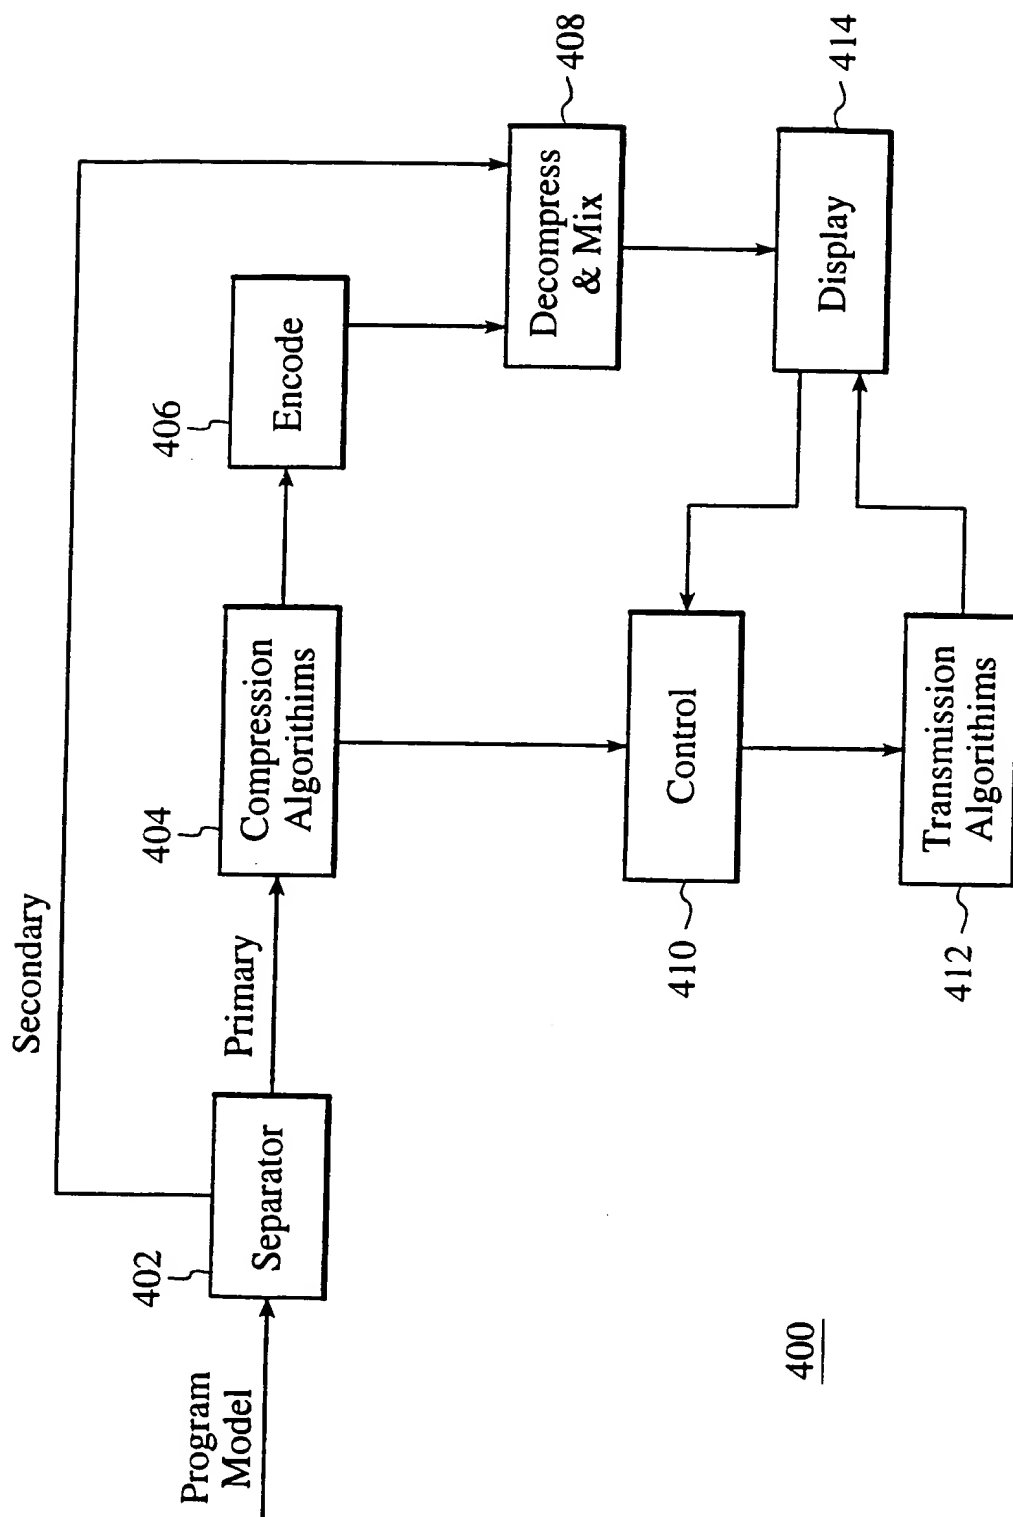 Program
Model
402
Separator
Secondary
Primary
404
Compression
Algorithims
406
Encode
408
Decompress
& Mix
410
Control
412
Transmission
Algorithims
414
Display
400